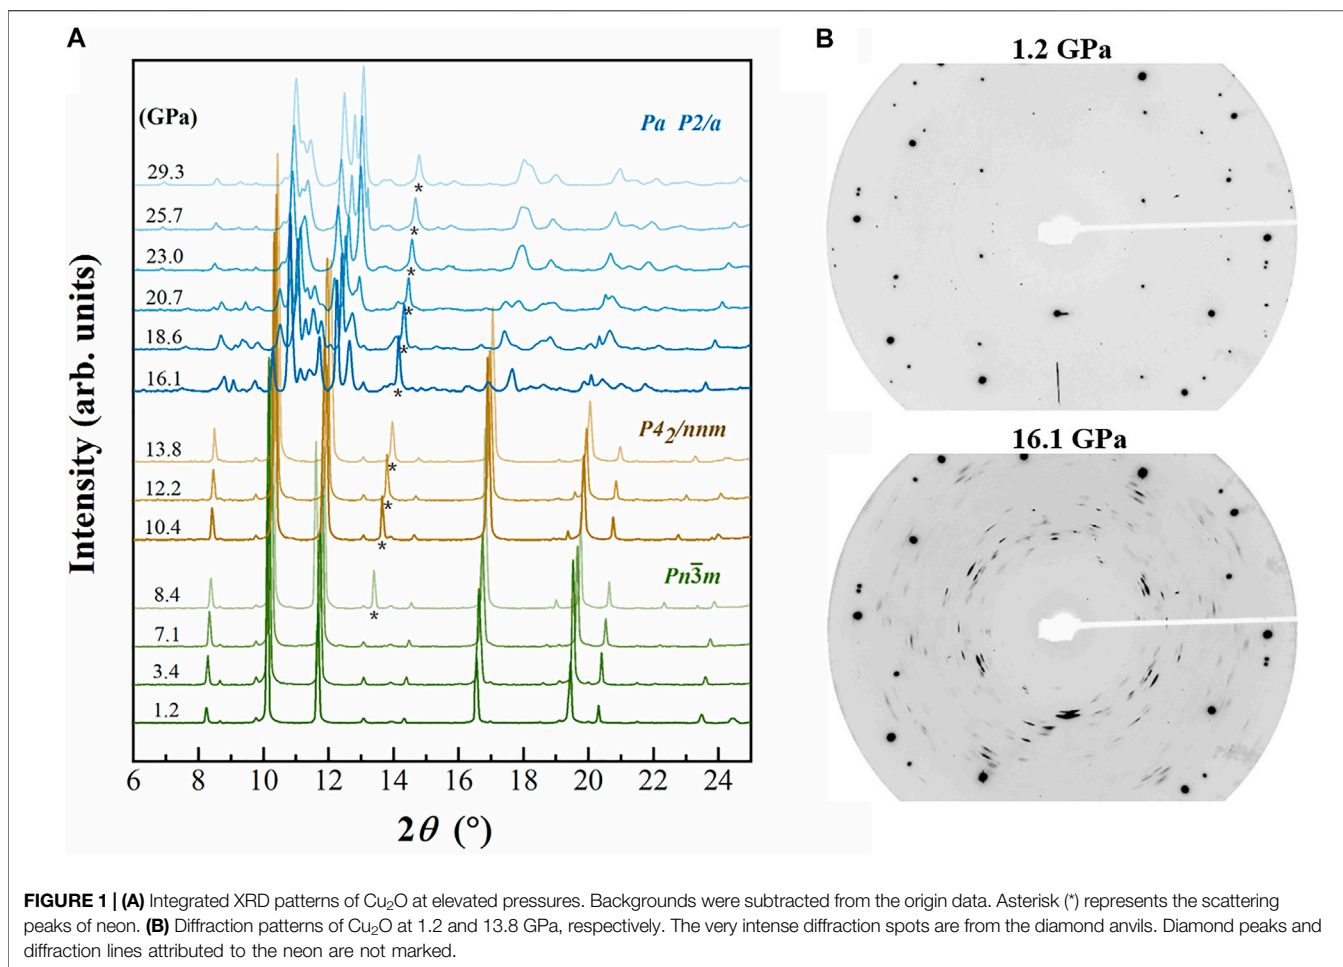 A
B
1.2 GPa
(GPa)
Pa P2/a
29.3
25.7
23.0
20.7
18.6
16.1
P4₂/nnm
13.8
12.2
10.4
Pn3̅m
8.4
7.1
3.4
1.2
* * * * * * * * * *
Intensity (arb. units)
6 8 10 12 14 16 18 20 22 24
2θ (°)
16.1 GPa
FIGURE 1 | (A) Integrated XRD patterns of Cu₂O at elevated pressures. Backgrounds were subtracted from the origin data. Asterisk (*) represents the scattering
peaks of neon. (B) Diffraction patterns of Cu₂O at 1.2 and 13.8 GPa, respectively. The very intense diffraction spots are from the diamond anvils. Diamond peaks and
diffraction lines attributed to the neon are not marked.